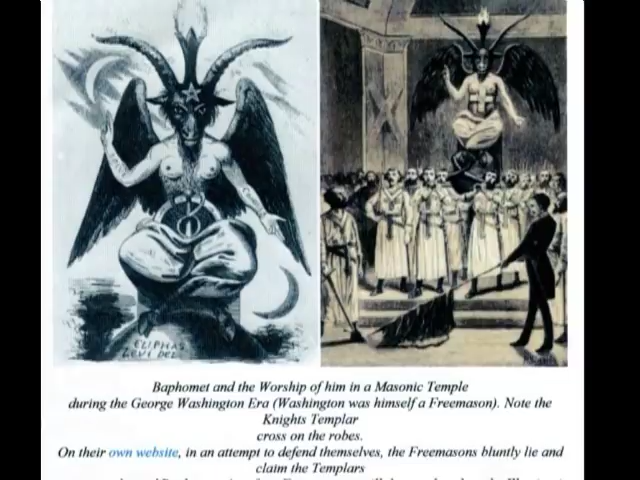 ELIPHAS
LEVI DEL.
Baphomet and the Worship of him in a Masonic Temple
during the George Washington Era (Washington was himself a Freemason). Note the
Knights Templar
cross on the robes.
On their own website, in an attempt to defend themselves, the Freemasons bluntly lie and
claim the Templars